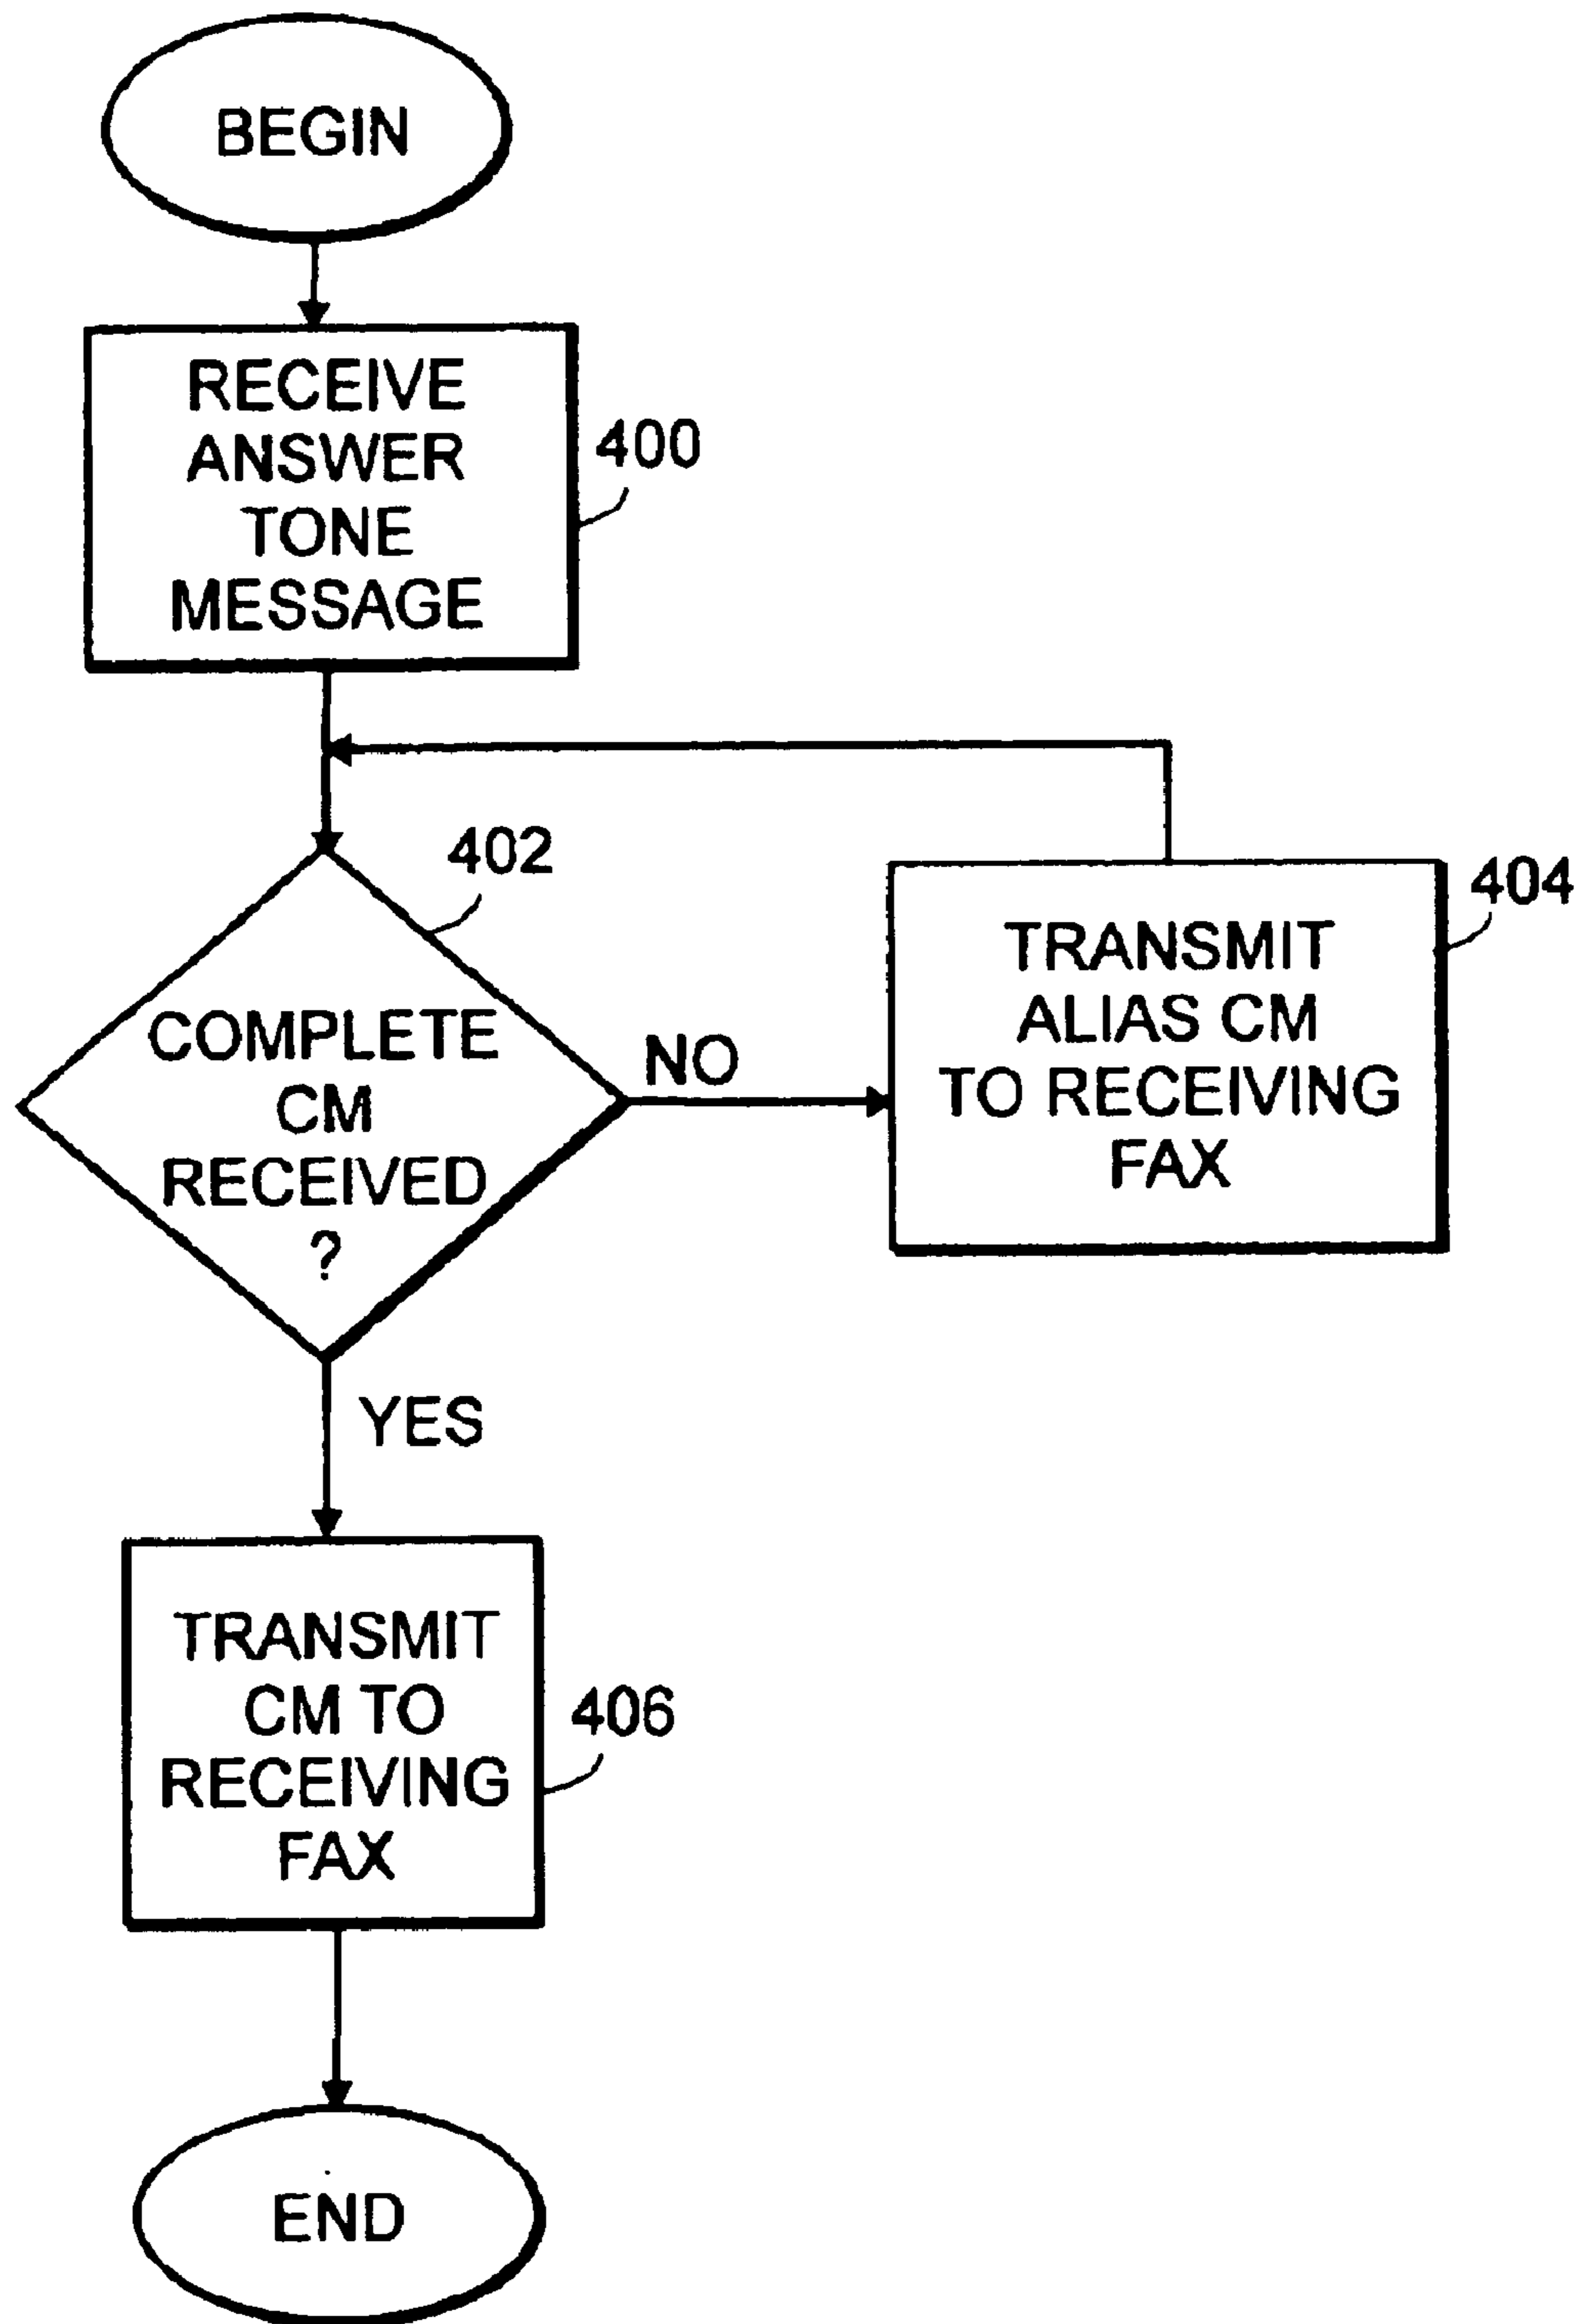 BEGIN
RECEIVE
ANSWER
TONE
MESSAGE
400
402
COMPLETE
CM
RECEIVED
?
NO
404
TRANSMIT
ALIAS CM
TO RECEIVING
FAX
YES
TRANSMIT
CM TO
RECEIVING
FAX
406
END